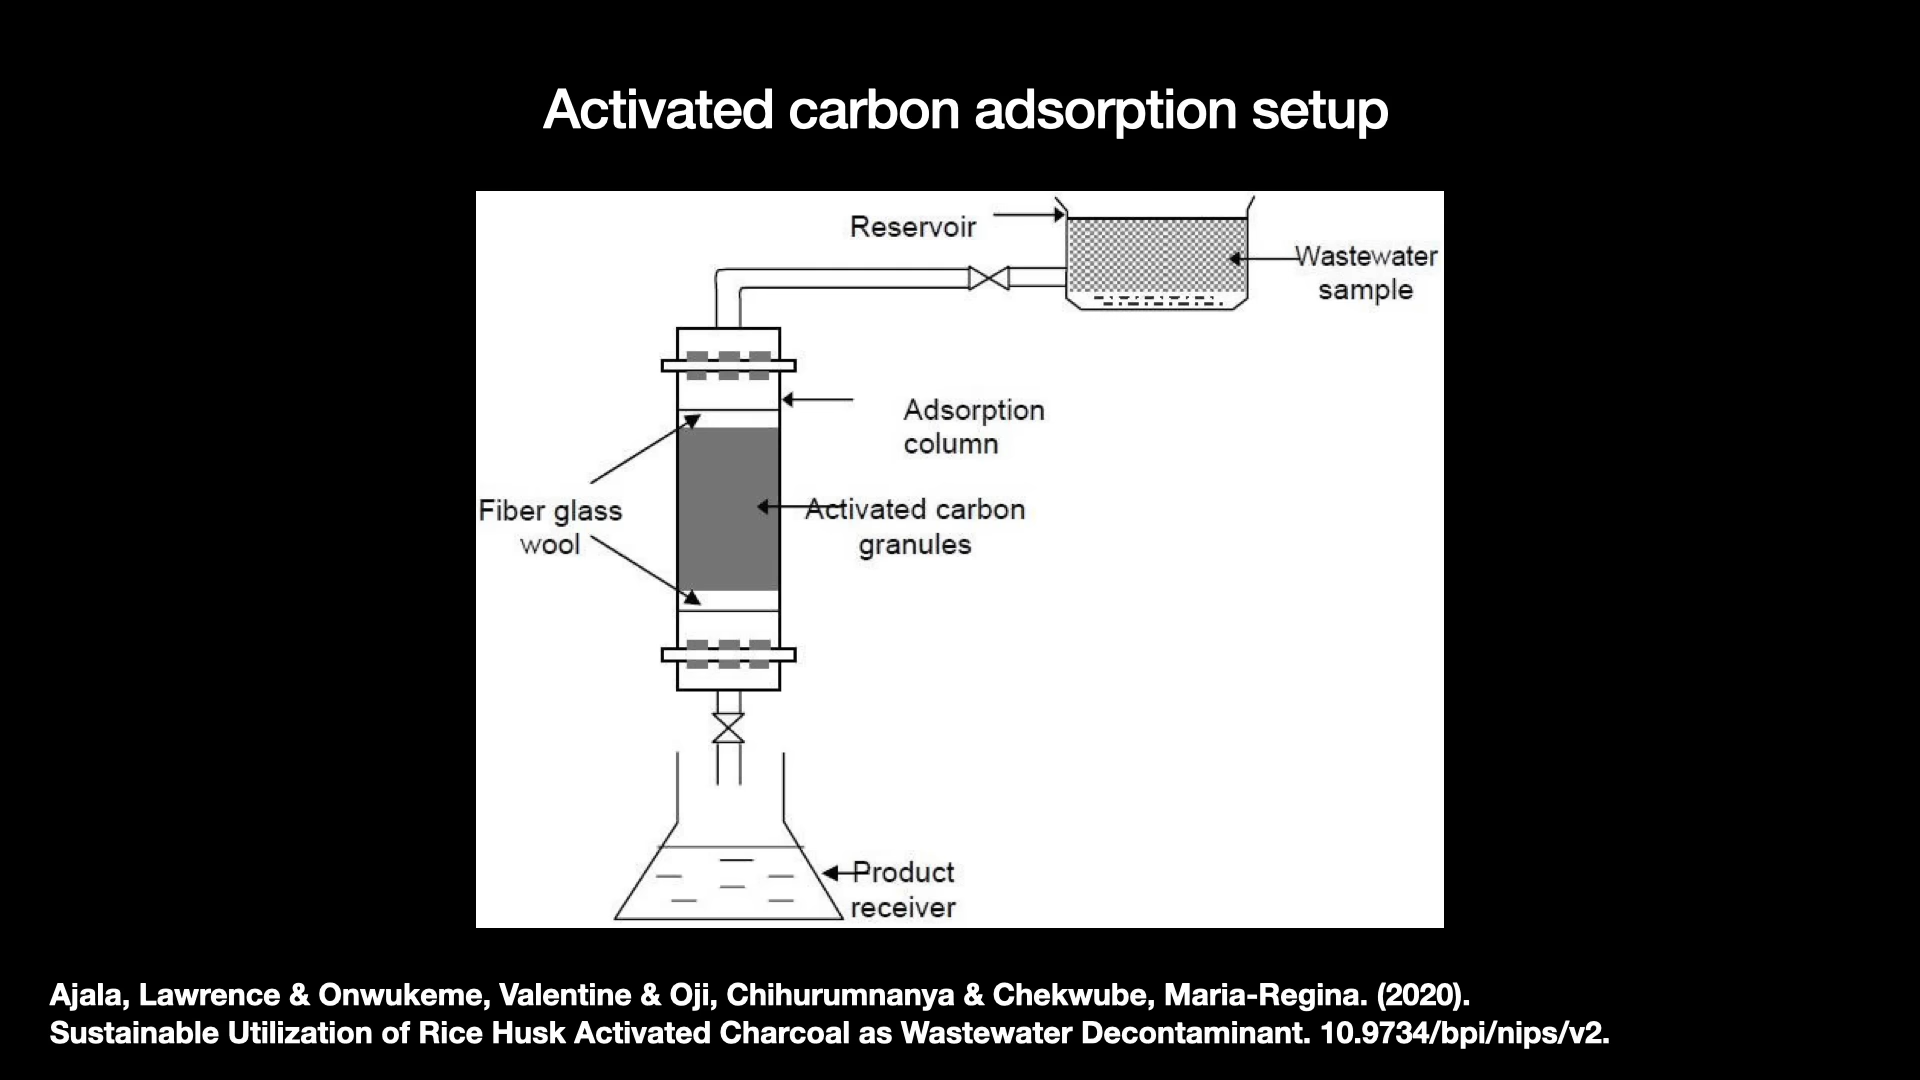 Activated carbon adsorption setup
Reservoir
Wastewater
sample
Adsorption
column
Fiber glass
wool
Activated carbon
granules
Product
receiver
Ajala, Lawrence & Onwukeme, Valentine & Oji, Chihurumnanya & Chekwube, Maria-Regina. (2020).
Sustainable Utilization of Rice Husk Activated Charcoal as Wastewater Decontaminant. 10.9734/bpi/nips/v2.